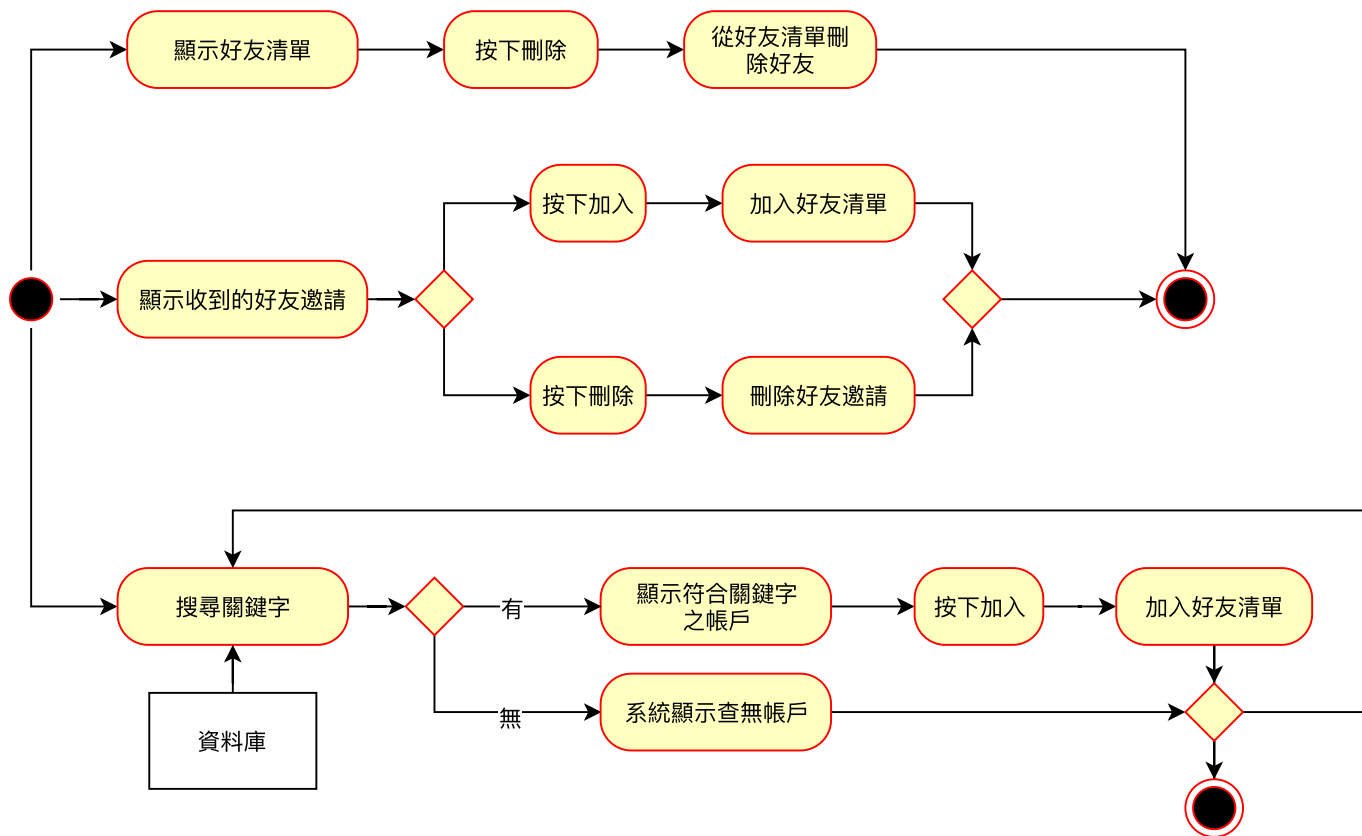 顯示好友清單
按下刪除
從好友清單刪
除好友
按下加入
加入好友清單
顯示收到的好友邀請
按下刪除
刪除好友邀請
搜尋關鍵字
有
顯示符合關鍵字
之帳戶
按下加入
加入好友清單
無
系統顯示查無帳戶
資料庫